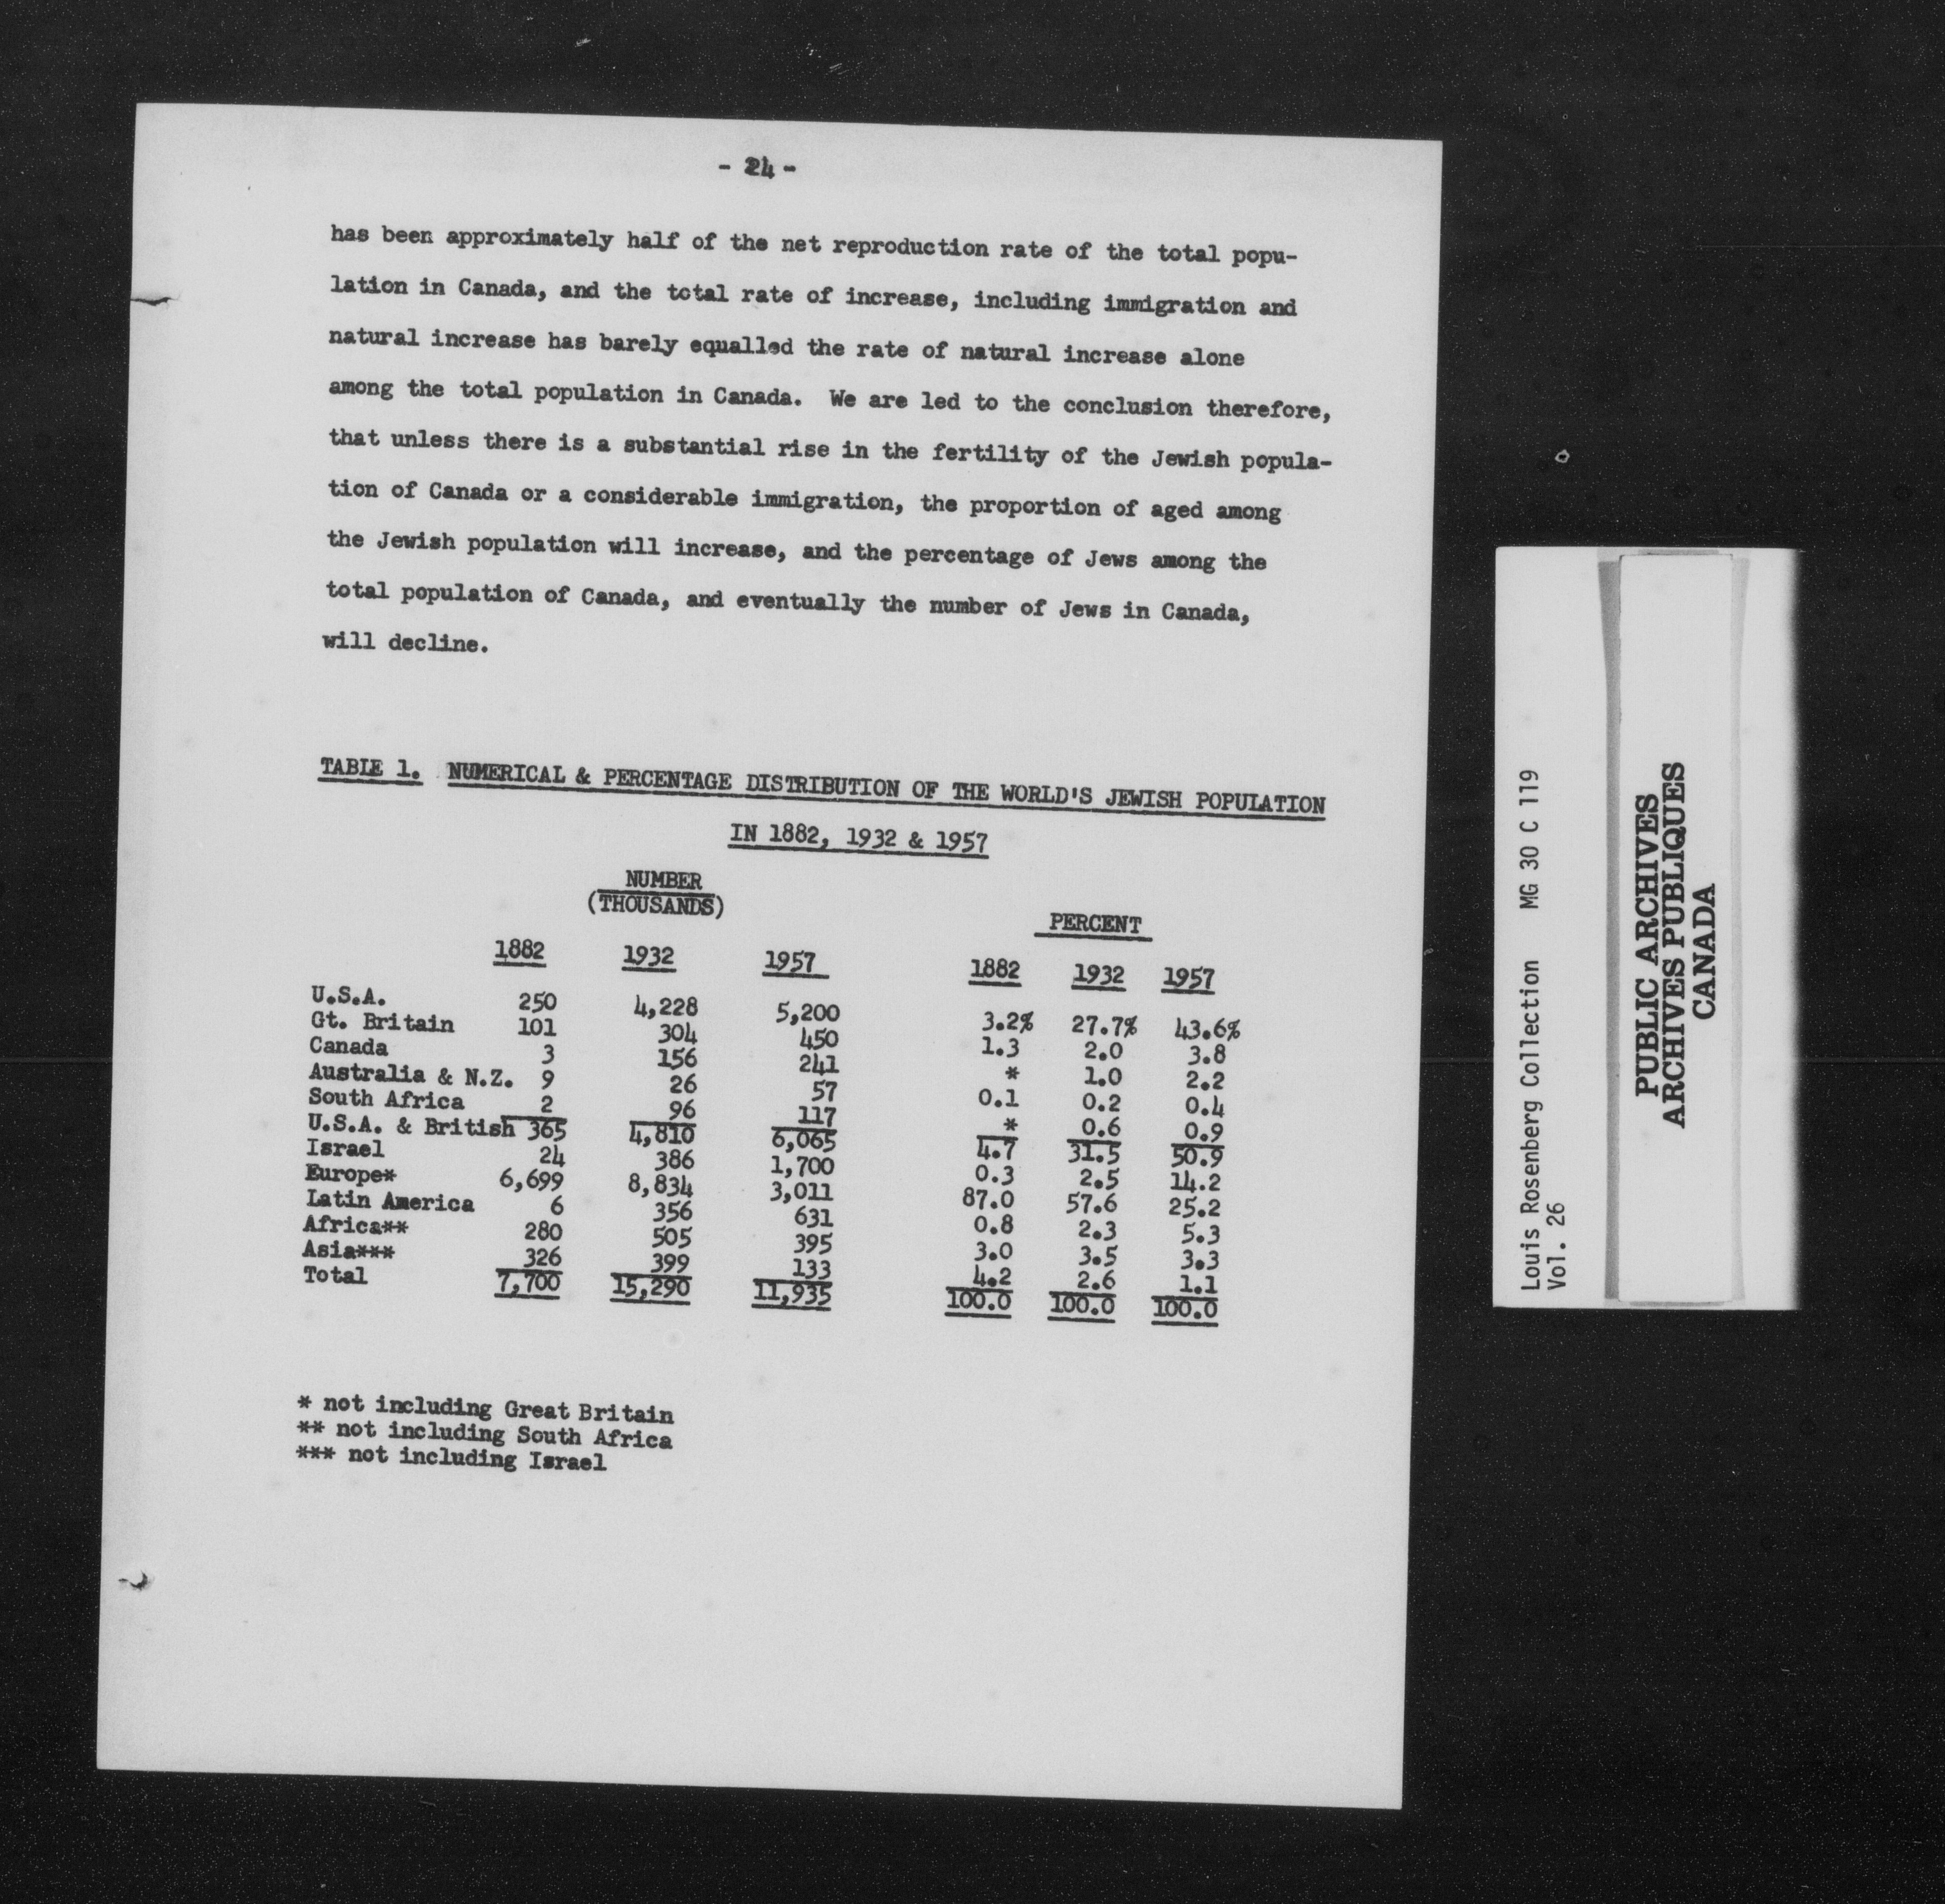 - 24 -
has been approximately half of the net reproduction rate of the total popu-
lation in Canada, and the total rate of increase, including immigration and
natural increase has barely equalled the rate of natural increase alone
among the total population in Canada. We are led to the conclusion therefore,
that unless there is a substantial rise in the fertility of the Jewish popula-
tion of Canada or a considerable immigration, the proportion of aged among
the Jewish population will increase, and the percentage of Jews among the
total population of Canada, and eventually the number of Jews in Canada,
will decline.
TABLE 1. NUMERICAL & PERCENTAGE DISTRIBUTION OF THE WORLD'S JEWISH POPULATION
IN 1882, 1932 & 1957
NUMBER
(THOUSANDS) PERCENT
1882 1932 1957 1882 1932 1957
U.S.A. 250 4,228 5,200 3.2% 27.7% 43.6%
Gt. Britain 101 304 450 1.3 2.0 3.8
Canada 3 156 241 * 1.0 2.2
Australia & N.Z. 9 26 57 0.1 0.2 0.4
South Africa 2 96 117 * 0.6 0.9
U.S.A. & British 365 4,810 6,065 4.7 31.5 50.9
Israel 24 386 1,700 0.3 2.5 14.2
Europe* 6,699 8,834 3,011 87.0 57.6 25.2
Latin America 6 356 631 0.8 2.3 5.3
Africa** 280 505 395 3.0 3.5 3.3
Asia*** 326 399 133 4.2 2.6 1.1
Total 7,700 15,290 11,935 100.0 100.0 100.0
* not including Great Britain
** not including South Africa
*** not including Israel
Louis Rosenberg Collection MG 30 C 119
Vol. 26
PUBLIC ARCHIVES
ARCHIVES PUBLIQUES
CANADA